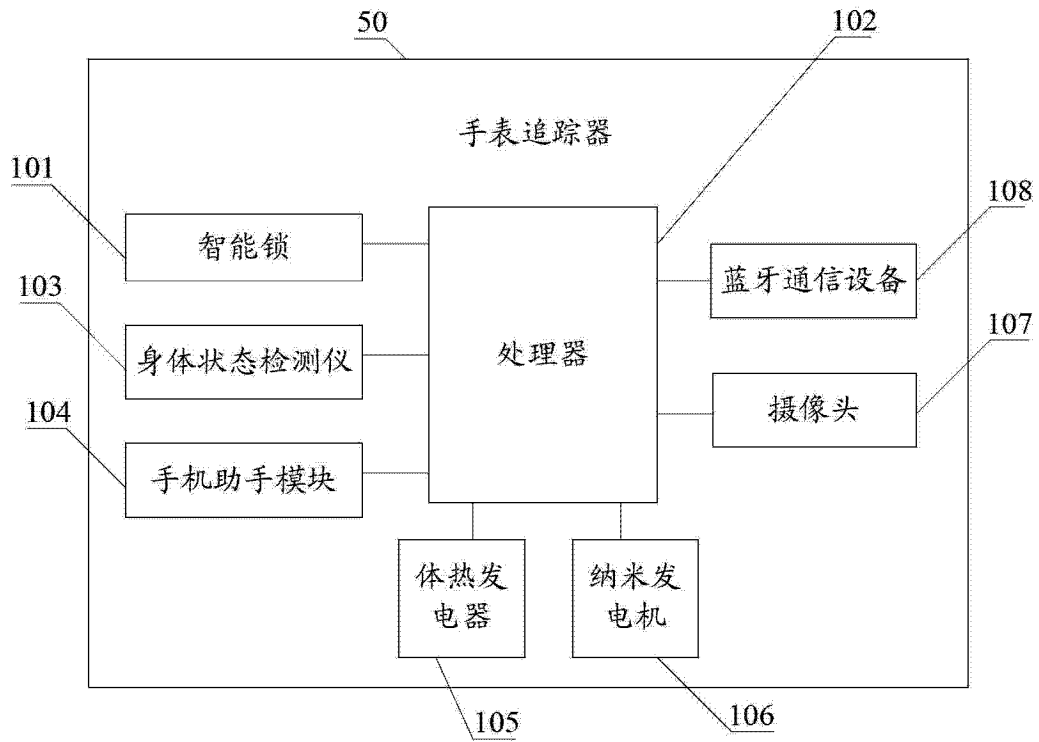 50
102
手表追踪器
101
108
智能锁
蓝牙通信设备
103
107
身体状态检测仪
处理器
104
摄像头
手机助手模块
体热发
电器
纳米发
电机
105
106